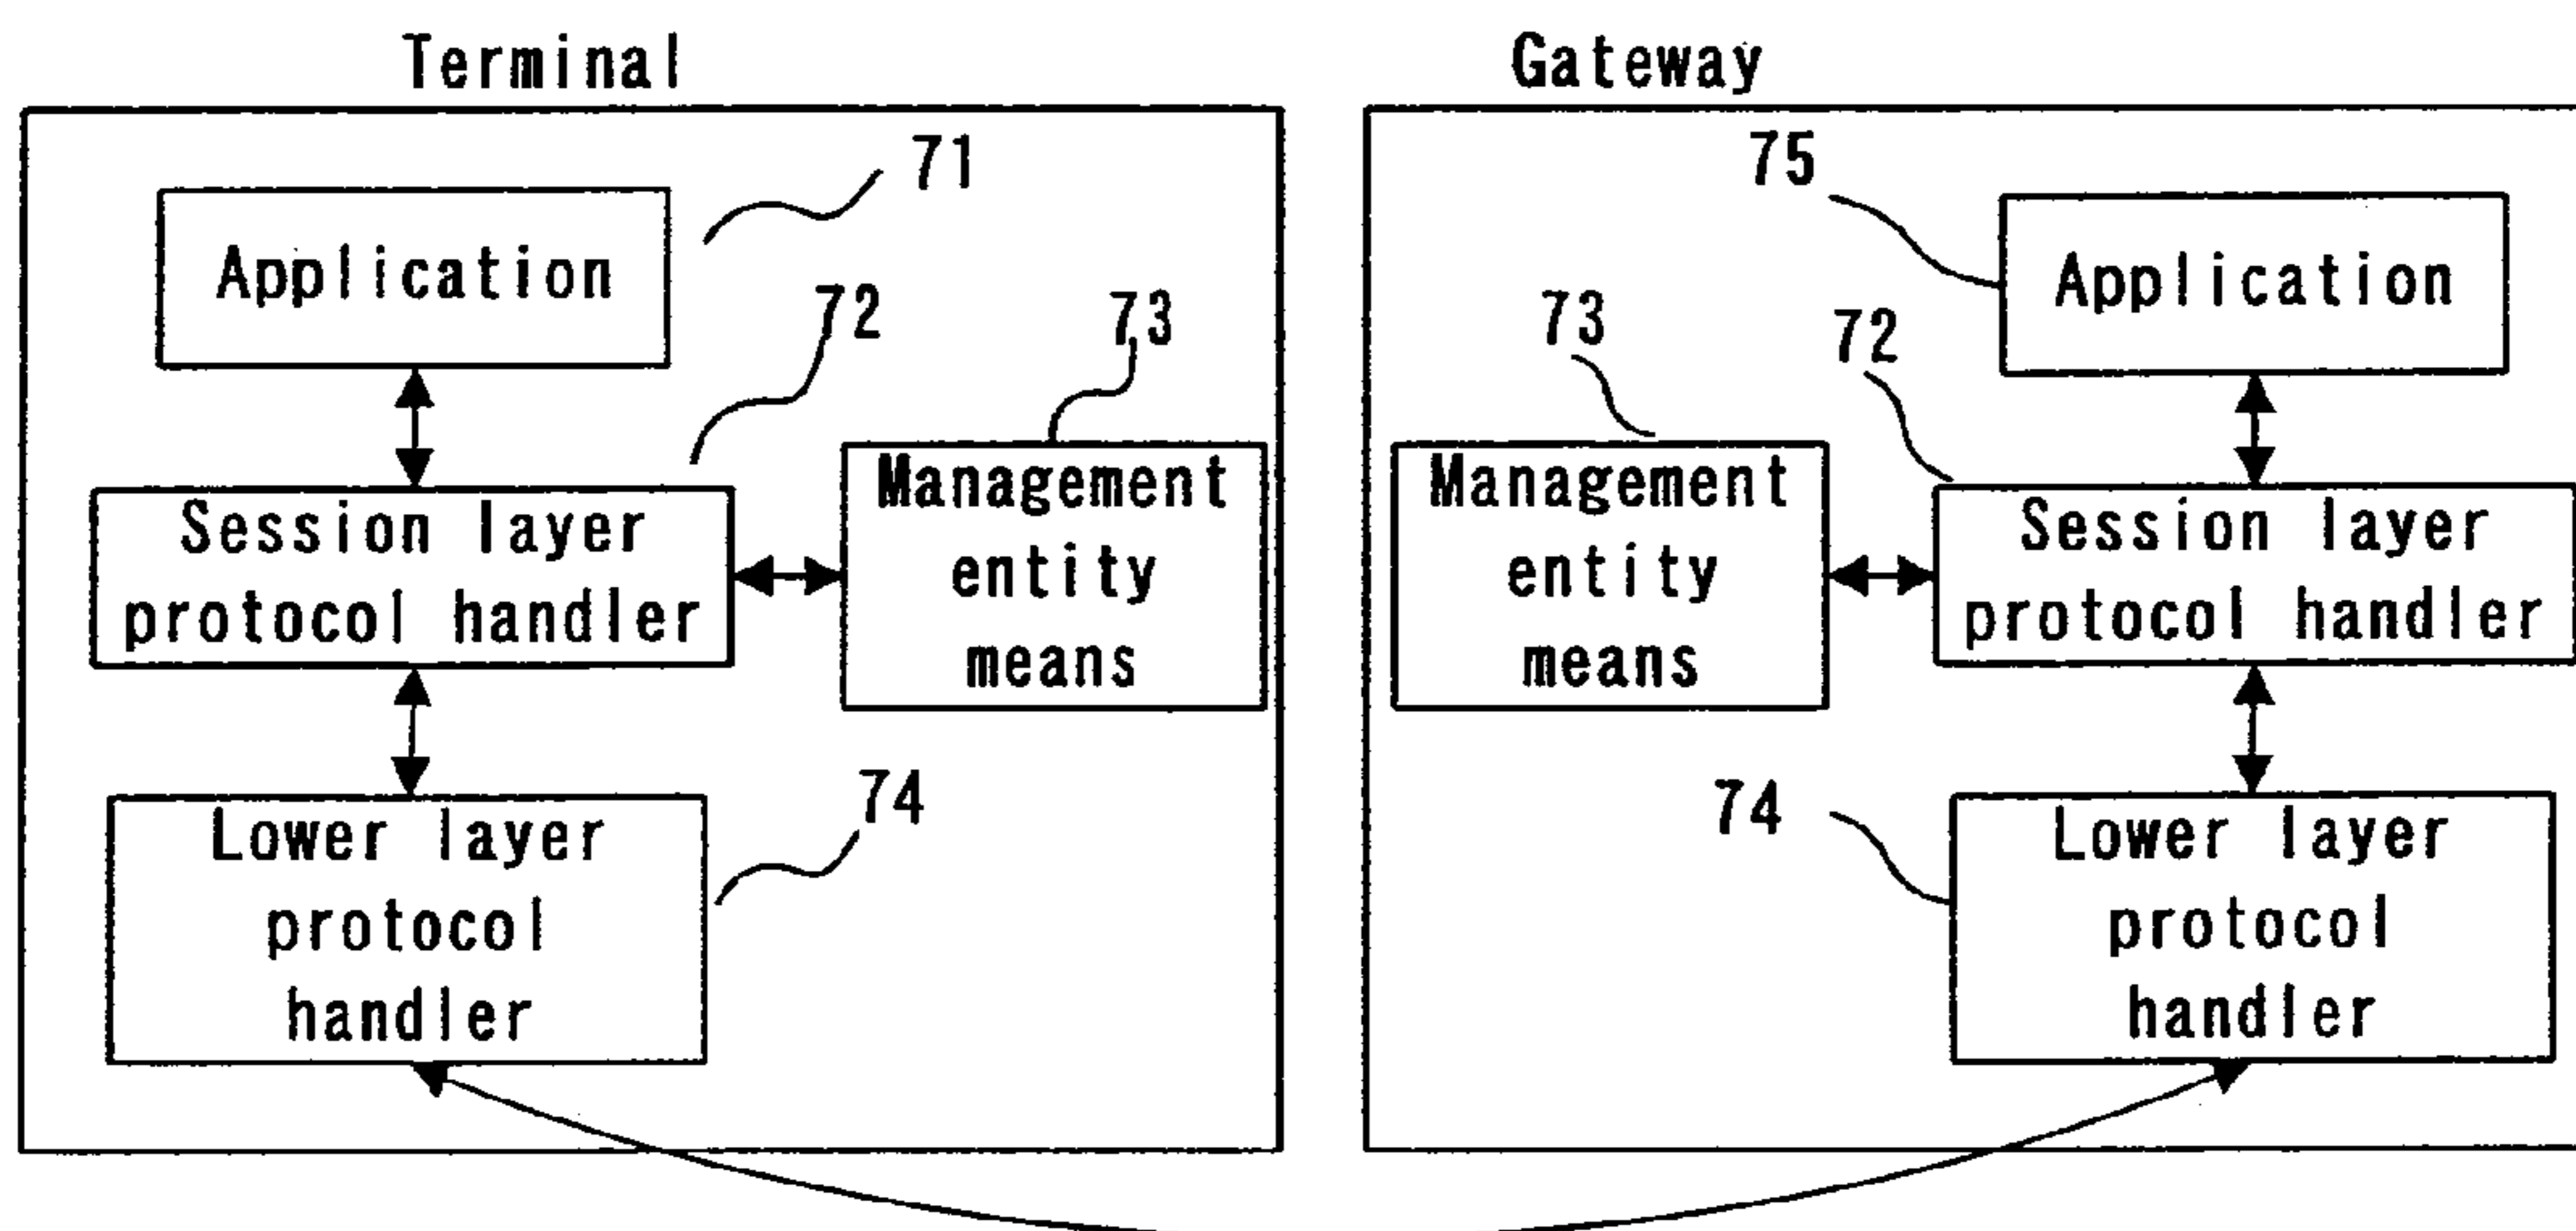 Terminal
71
Application
72
73
Session layer
protocol handler
Management
entity
means
74
Lower layer
protocol
handler
Gateway
75
Application
73
72
Management
entity
means
Session layer
protocol handler
74
Lower layer
protocol
handler